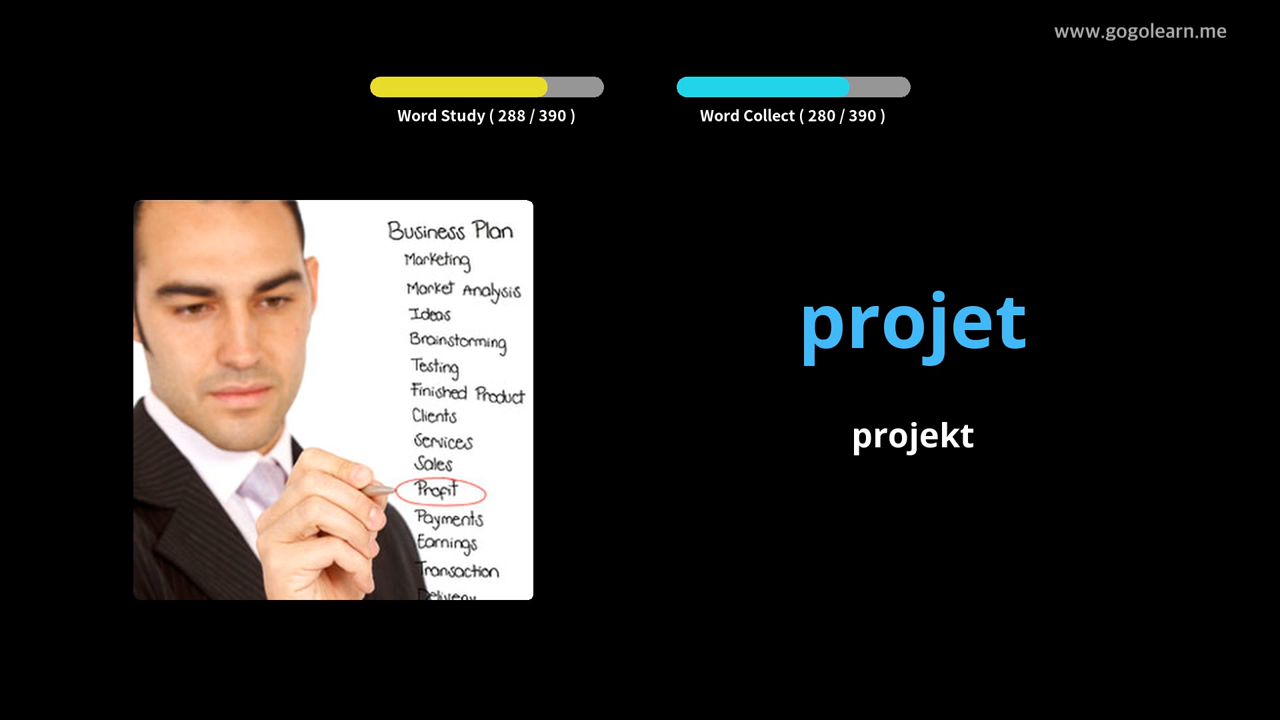 www.gogolearn.me
Word Study ( 288 / 390 )
Word Collect ( 280 / 390 )
Business Plan
Marketing
Market Analysis
Ideas
Brainstorming
Testing
Finished Product
Clients
Services
Sales
Profit
Payments
Earnings
Transaction
Delivery
projet
projekt